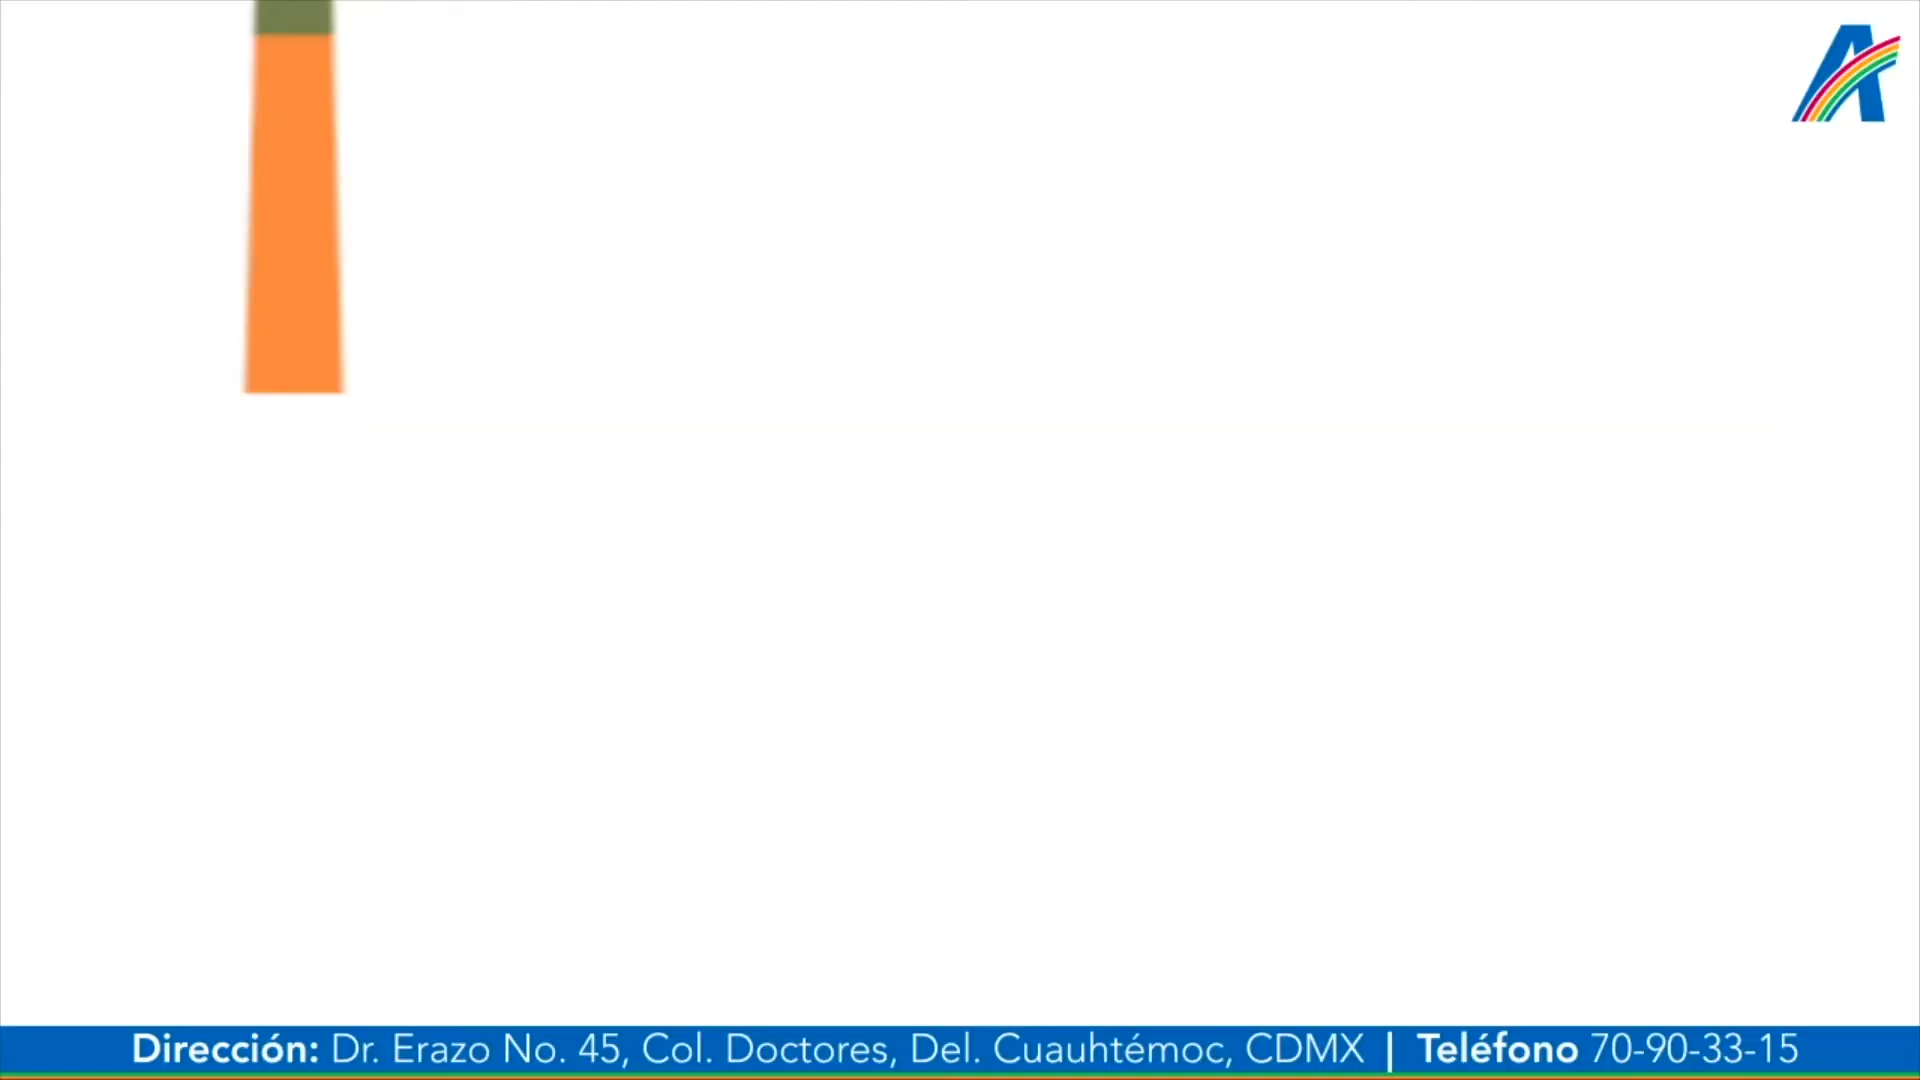 Dirección: Dr. Erazo No. 45, Col. Doctores, Del. Cuauhtémoc, CDMX | Teléfono 70-90-33-15